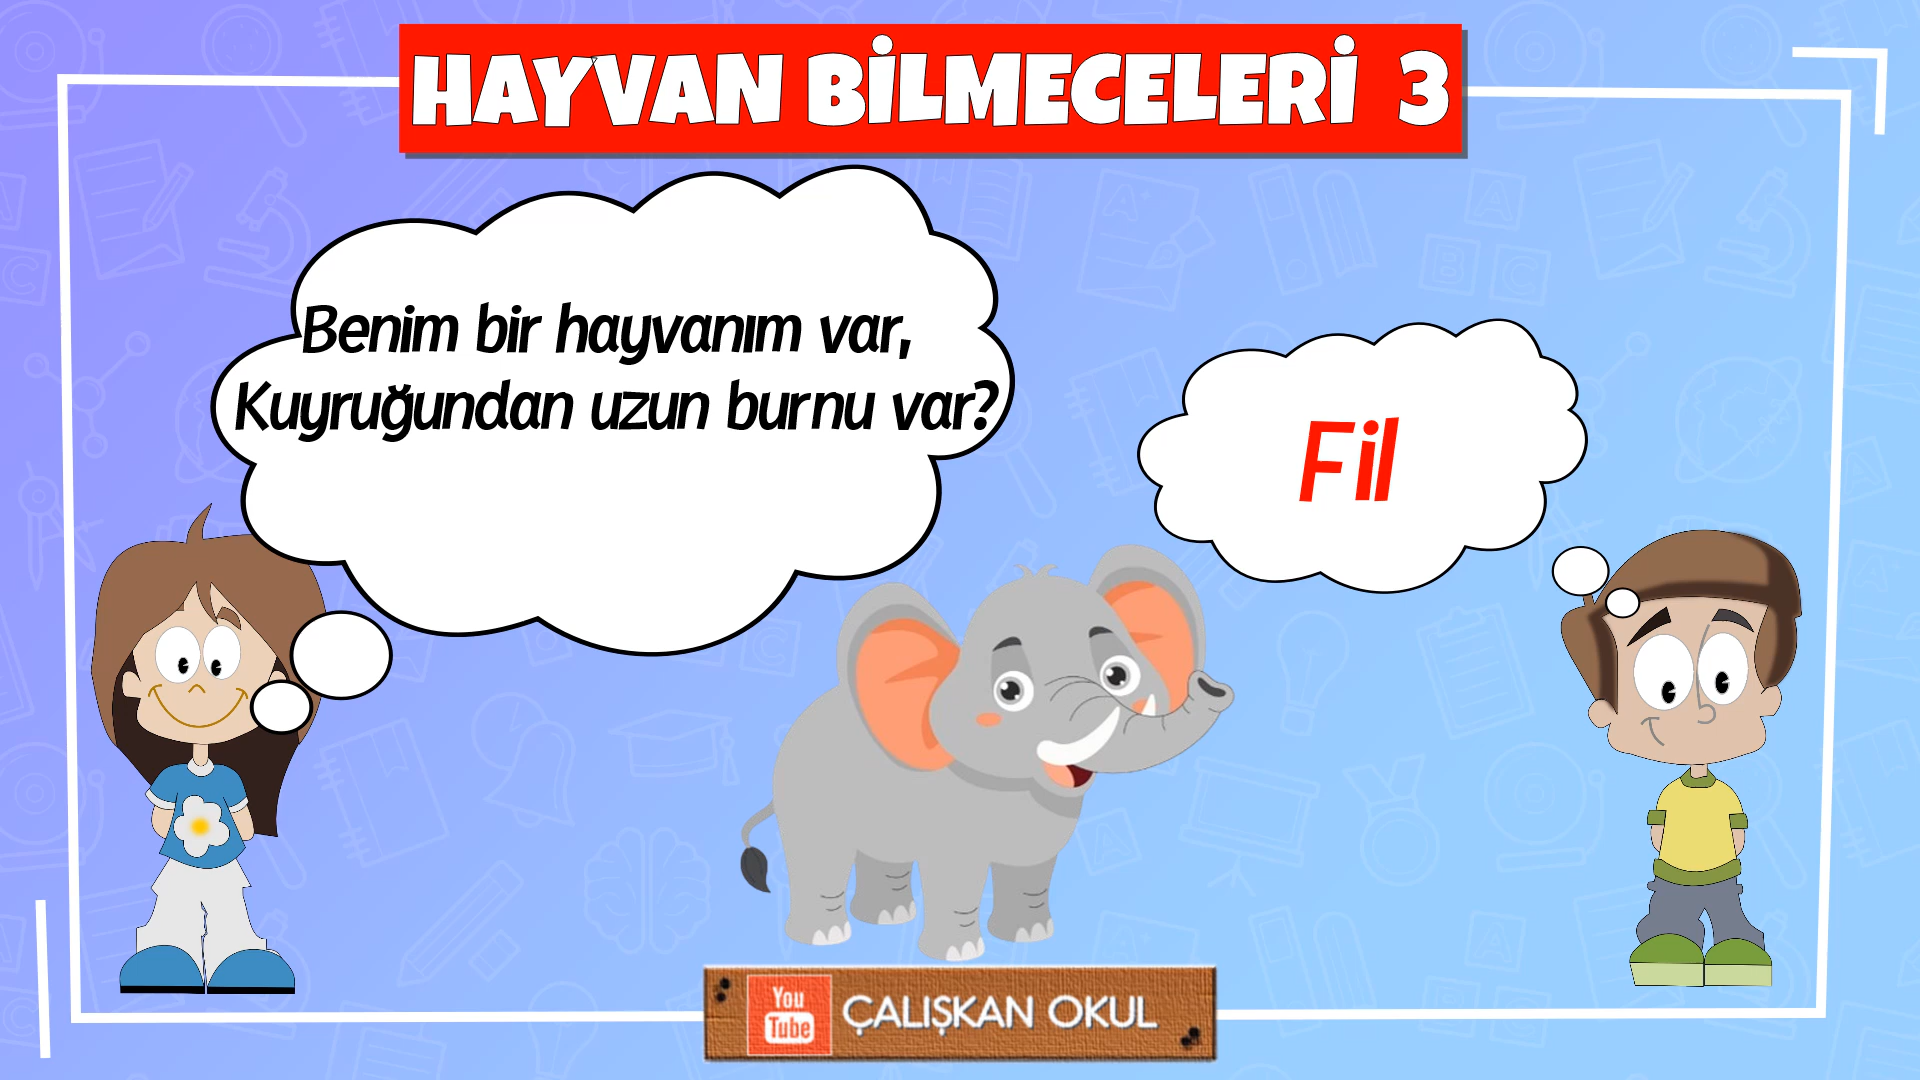 HAYVAN BİLMECELERİ 3
Benim bir hayvanım var,
Kuyruğundan uzun burnu var?
Fil
You
Tube
ÇALIŞKAN OKUL